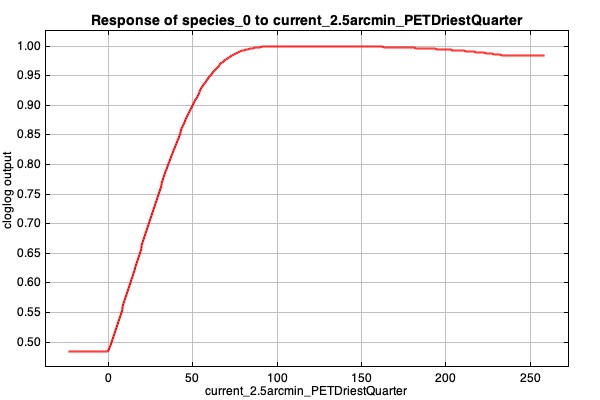 Response of species_0 to current_2.5arcmin_PETDriestQuarter
1.00
0.95
0.90
0.85
0.80
0.75
0.70
0.65
0.60
0.55
0.50
cloglog output
0 50 100 150 200 250
current_2.5arcmin_PETDriestQuarter